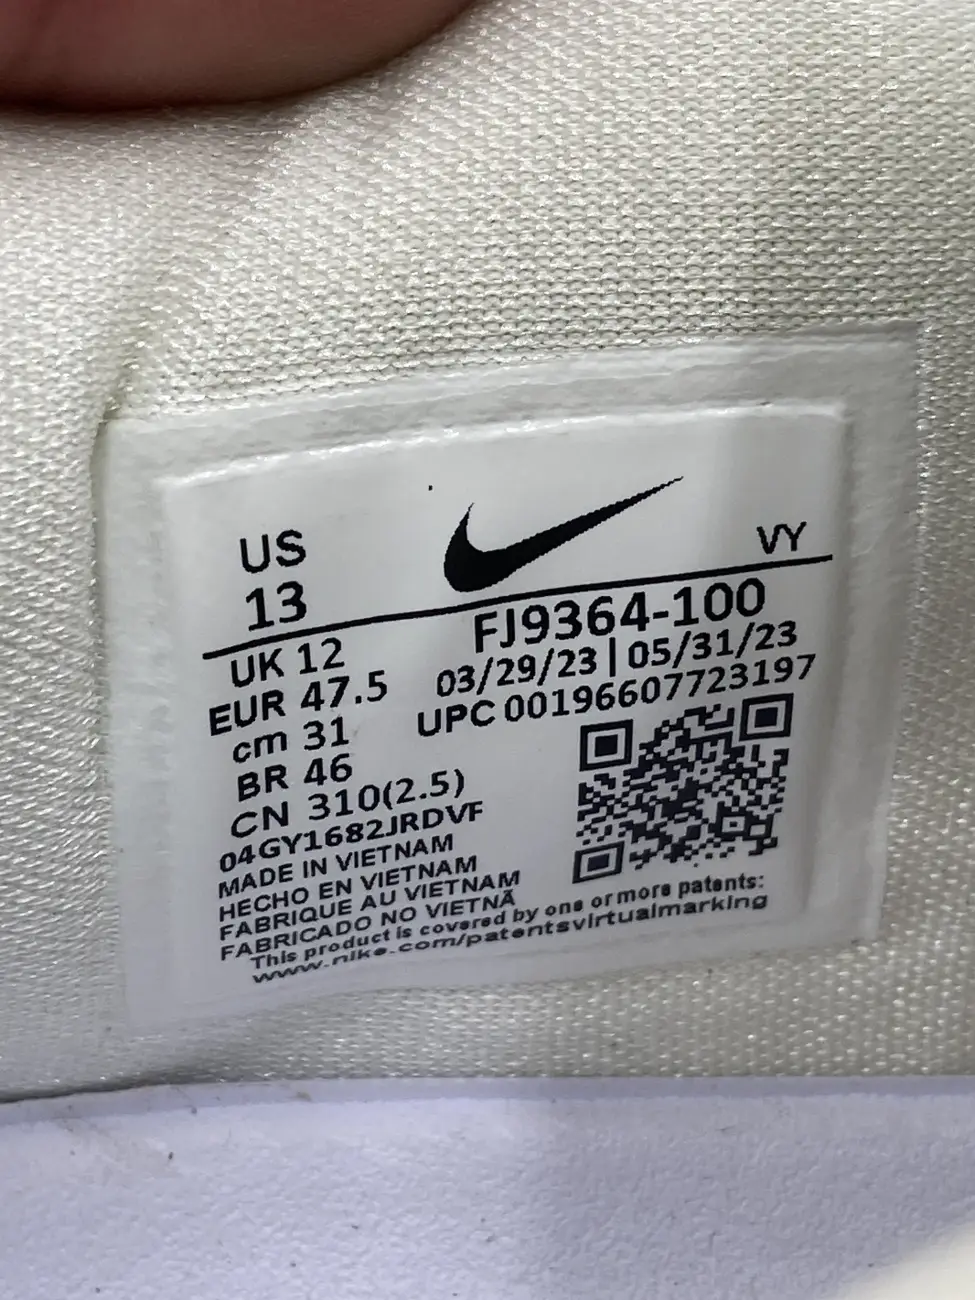 US
13
VY
UK 12
EUR 47.5
cm 31
BR 46
CN 310(2.5)
FJ9364-100
03/29/23 | 05/31/23
UPC 00196607723197
04GY1682JRDVF
MADE IN VIETNAM
HECHO EN VIETNAM
FABRIQUE AU VIETNAM
FABRICADO NO VIETNÃ
This product is covered by one or more patents:
www.nike.com/patentsvirtualmarking